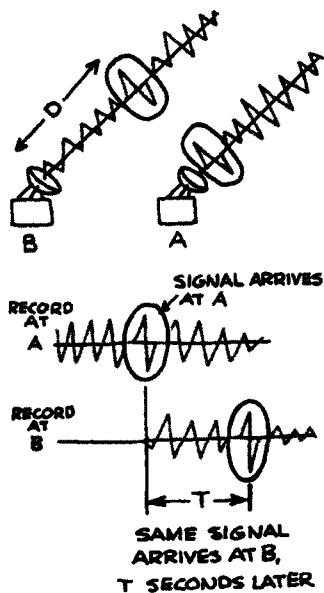 D
B
A
SIGNAL ARRIVES
AT A
RECORD
AT
A
RECORD
AT
B
T
SAME SIGNAL
ARRIVES AT B,
T SECONDS LATER